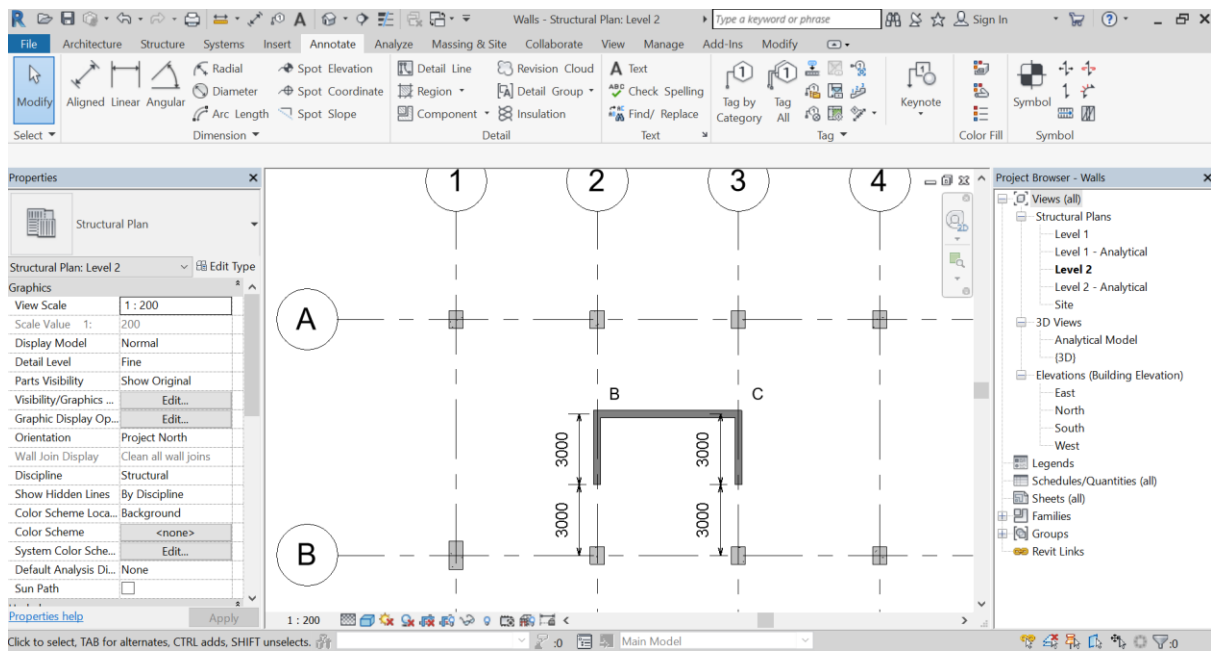 Walls - Structural Plan: Level 2
Type a keyword or phrase
Sign In
File Architecture Structure Systems Insert Annotate Analyze Massing & Site Collaborate View Manage Add-Ins Modify
Modify
Aligned Linear Angular
Radial
Diameter
Arc Length
Spot Elevation
Spot Coordinate
Spot Slope
Detail Line
Region
Component
Revision Cloud
Detail Group
Insulation
A Text
ABC Check Spelling
Find/ Replace
Tag by Category
Tag All
Keynote
Symbol
Select
Dimension
Detail
Text
Tag
Color Fill
Symbol
Properties
Structural Plan
Structural Plan: Level 2
Edit Type
Graphics
View Scale 1 : 200
Scale Value 1: 200
Display Model Normal
Detail Level Fine
Parts Visibility Show Original
Visibility/Graphics ... Edit...
Graphic Display Op... Edit...
Orientation Project North
Wall Join Display Clean all wall joins
Discipline Structural
Show Hidden Lines By Discipline
Color Scheme Loca... Background
Color Scheme <none>
System Color Sche... Edit...
Default Analysis Di... None
Sun Path
Properties help
Apply
1 2 3 4
A
B C
3000 3000
3000 3000
B
1 : 200
Project Browser - Walls
Views (all)
Structural Plans
Level 1
Level 1 - Analytical
Level 2
Level 2 - Analytical
Site
3D Views
Analytical Model
{3D}
Elevations (Building Elevation)
East
North
South
West
Legends
Schedules/Quantities (all)
Sheets (all)
Families
Groups
Revit Links
Click to select, TAB for alternates, CTRL adds, SHIFT unselects.
:0
Main Model
:0